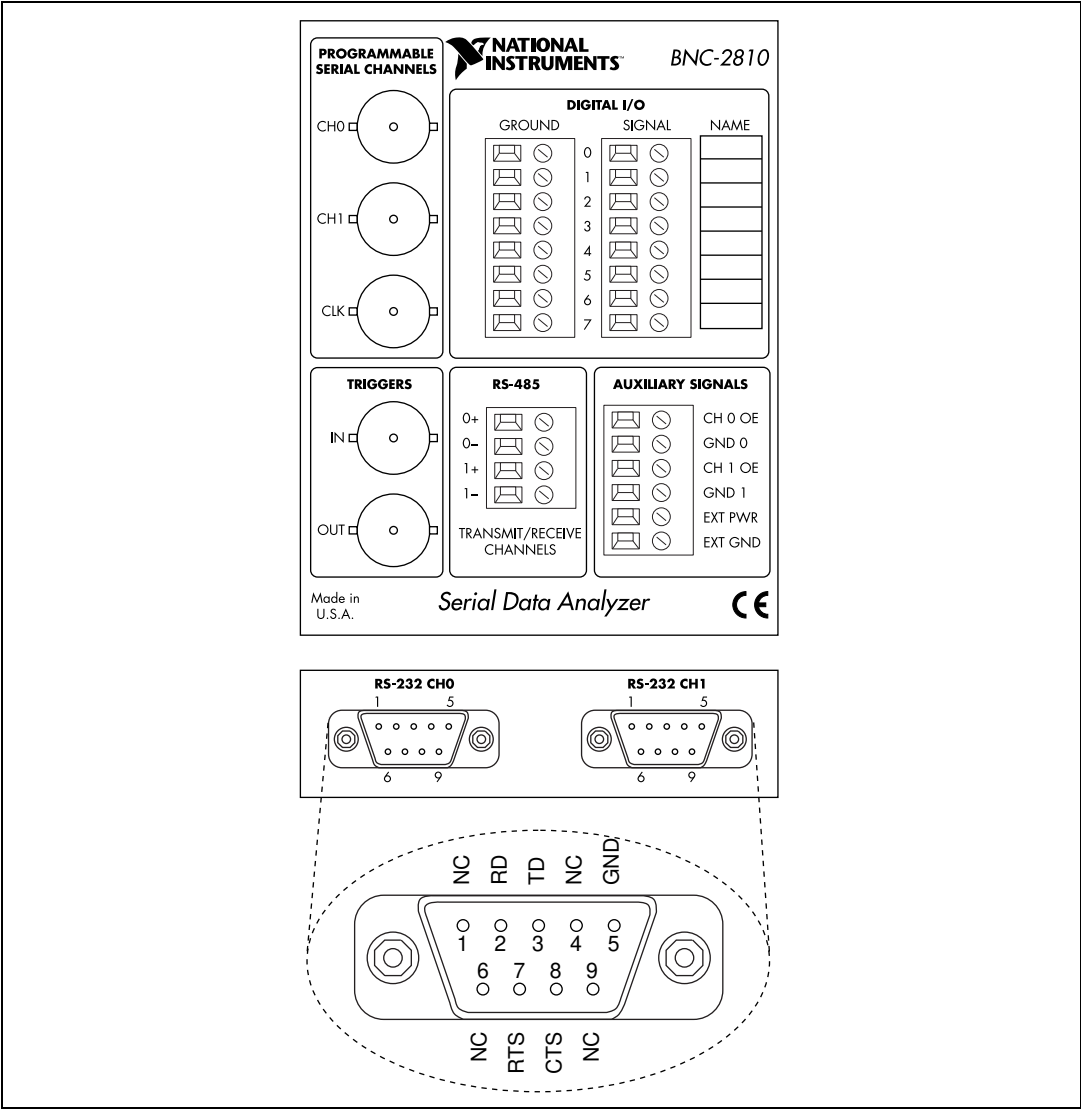 PROGRAMMABLE
SERIAL CHANNELS
CH0
CH1
CLK
NATIONAL
INSTRUMENTS™
BNC-2810
DIGITAL I/O
GROUND SIGNAL NAME
0
1
2
3
4
5
6
7
TRIGGERS
IN
OUT
RS-485
0+
0–
1+
1–
TRANSMIT/RECEIVE
CHANNELS
AUXILIARY SIGNALS
CH 0 OE
GND 0
CH 1 OE
GND 1
EXT PWR
EXT GND
Made in
U.S.A.
Serial Data Analyzer
CE
RS-232 CH0
1 5
6 9
RS-232 CH1
1 5
6 9
NC RD TD NC GND
1 2 3 4 5
6 7 8 9
NC RTS CTS NC